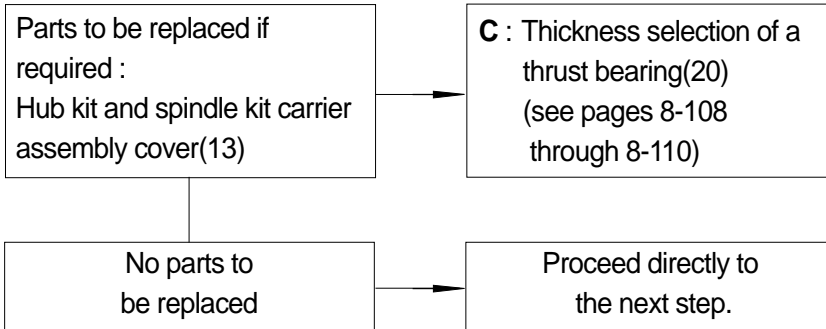 Parts to be replaced if
required :
Hub kit and spindle kit carrier
assembly cover(13)
C : Thickness selection of a
thrust bearing(20)
(see pages 8-108
through 8-110)
No parts to
be replaced
Proceed directly to
the next step.